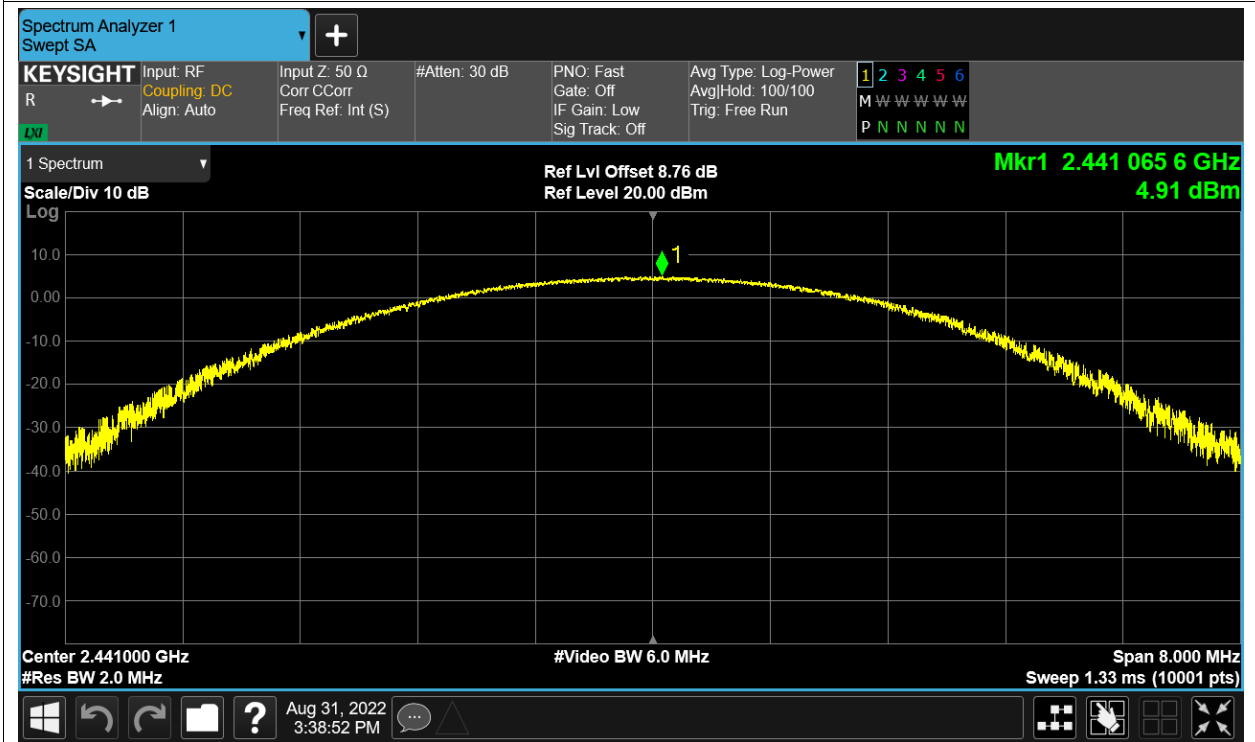 Spectrum Analyzer 1
Swept SA
+
KEYSIGHT
R
LXI
Input: RF
Coupling: DC
Align: Auto
Input Z: 50 Ω
Corr CCorr
Freq Ref: Int (S)
#Atten: 30 dB
PNO: Fast
Gate: Off
IF Gain: Low
Sig Track: Off
Avg Type: Log-Power
Avg|Hold: 100/100
Trig: Free Run
1 2 3 4 5 6
M W W W W W
P N N N N N
1 Spectrum
Scale/Div 10 dB
Log
Ref Lvl Offset 8.76 dB
Ref Level 20.00 dBm
Mkr1 2.441 065 6 GHz
4.91 dBm
1
10.0
0.00
-10.0
-20.0
-30.0
-40.0
-50.0
-60.0
-70.0
Center 2.441000 GHz
#Res BW 2.0 MHz
#Video BW 6.0 MHz
Span 8.000 MHz
Sweep 1.33 ms (10001 pts)
?
Aug 31, 2022
3:38:52 PM